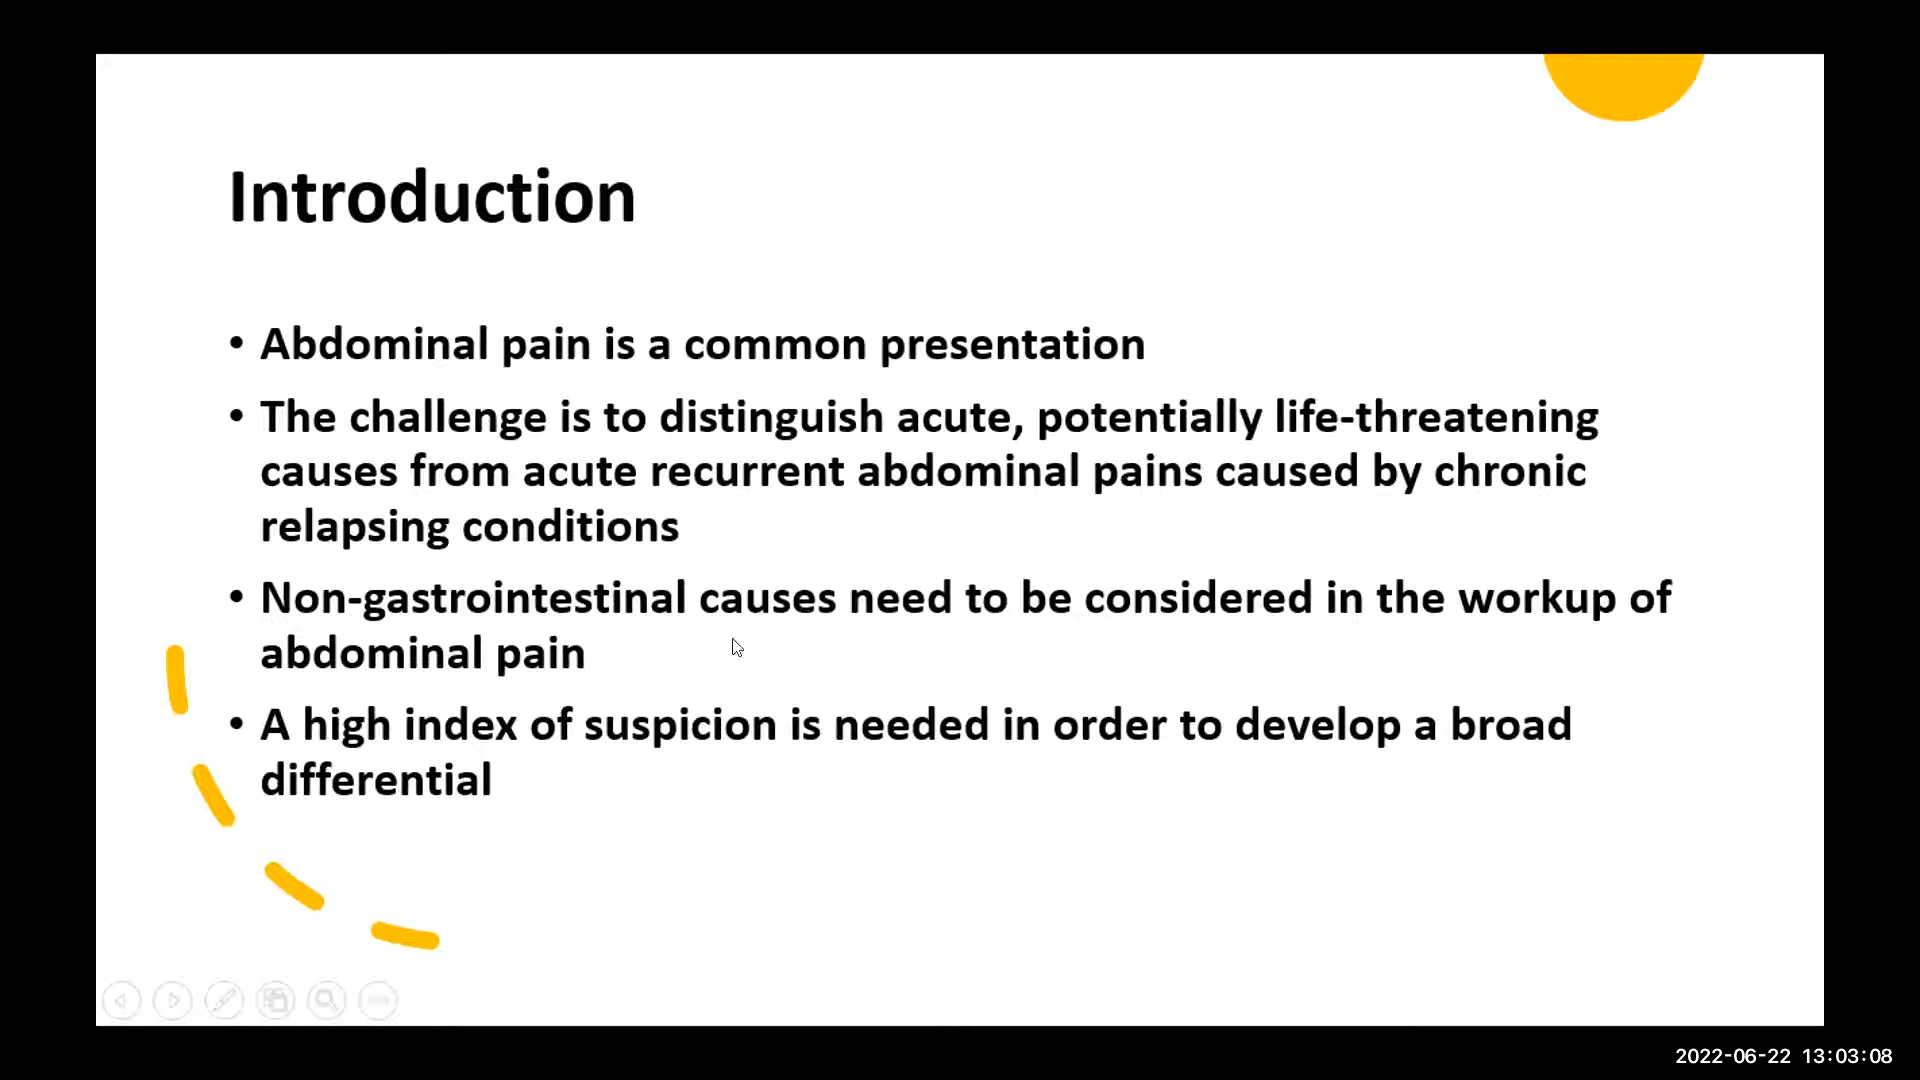 Introduction
• Abdominal pain is a common presentation
• The challenge is to distinguish acute, potentially life-threatening
causes from acute recurrent abdominal pains caused by chronic
relapsing conditions
• Non-gastrointestinal causes need to be considered in the workup of
abdominal pain
• A high index of suspicion is needed in order to develop a broad
differential
2022-06-22 13:03:08